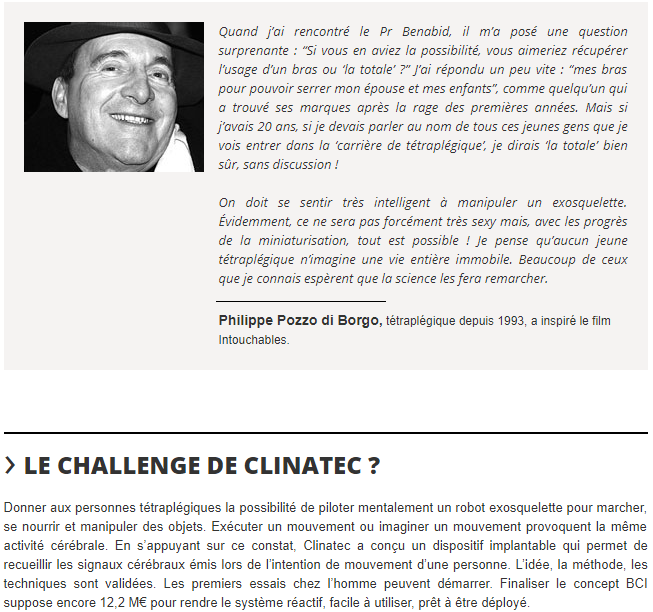 Quand j’ai rencontré le Pr Benabid, il m’a posé une question
surprenante : “Si vous en aviez la possibilité, vous aimeriez récupérer
l’usage d’un bras ou ‘la totale’ ?” J’ai répondu un peu vite : “mes bras
pour pouvoir serrer mon épouse et mes enfants”, comme quelqu’un qui
a trouvé ses marques après la rage des premières années. Mais si
j’avais 20 ans, si je devais parler au nom de tous ces jeunes gens que je
vois entrer dans la ‘carrière de tétraplégique’, je dirais ‘la totale’ bien
sûr, sans discussion !
On doit se sentir très intelligent à manipuler un exosquelette.
Évidemment, ce ne sera pas forcément très sexy mais, avec les progrès
de la miniaturisation, tout est possible ! Je pense qu’aucun jeune
tétraplégique n’imagine une vie entière immobile. Beaucoup de ceux
que je connais espèrent que la science les fera remarcher.
Philippe Pozzo di Borgo, tétraplégique depuis 1993, a inspiré le film
Intouchables.
> LE CHALLENGE DE CLINATEC ?
Donner aux personnes tétraplégiques la possibilité de piloter mentalement un robot exosquelette pour marcher,
se nourrir et manipuler des objets. Exécuter un mouvement ou imaginer un mouvement provoquent la même
activité cérébrale. En s’appuyant sur ce constat, Clinatec a conçu un dispositif implantable qui permet de
recueillir les signaux cérébraux émis lors de l’intention de mouvement d’une personne. L’idée, la méthode, les
techniques sont validées. Les premiers essais chez l’homme peuvent démarrer. Finaliser le concept BCI
suppose encore 12,2 M€ pour rendre le système réactif, facile à utiliser, prêt à être déployé.